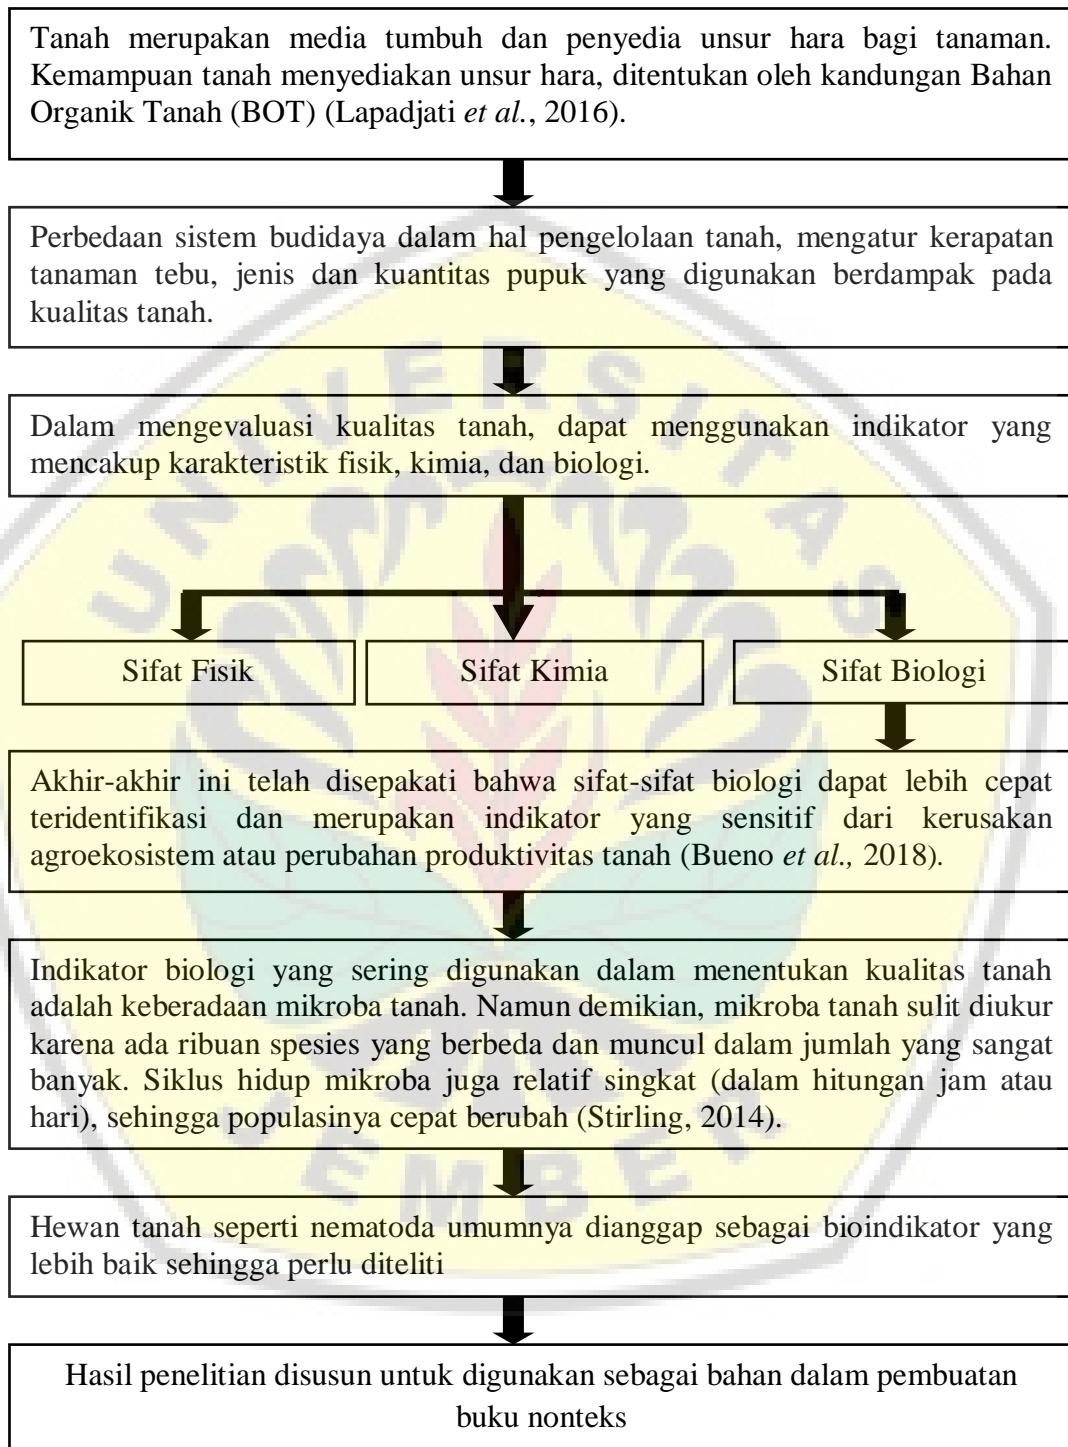 Tanah merupakan media tumbuh dan penyedia unsur hara bagi tanaman.
Kemampuan tanah menyediakan unsur hara, ditentukan oleh kandungan Bahan
Organik Tanah (BOT) (Lapadjati et al., 2016).
Perbedaan sistem budidaya dalam hal pengelolaan tanah, mengatur kerapatan
tanaman tebu, jenis dan kuantitas pupuk yang digunakan berdampak pada
kualitas tanah.
Dalam mengevaluasi kualitas tanah, dapat menggunakan indikator yang
mencakup karakteristik fisik, kimia, dan biologi.
Sifat Fisik
Sifat Kimia
Sifat Biologi
Akhir-akhir ini telah disepakati bahwa sifat-sifat biologi dapat lebih cepat
teridentifikasi dan merupakan indikator yang sensitif dari kerusakan
agroekosistem atau perubahan produktivitas tanah (Bueno et al., 2018).
Indikator biologi yang sering digunakan dalam menentukan kualitas tanah
adalah keberadaan mikroba tanah. Namun demikian, mikroba tanah sulit diukur
karena ada ribuan spesies yang berbeda dan muncul dalam jumlah yang sangat
banyak. Siklus hidup mikroba juga relatif singkat (dalam hitungan jam atau
hari), sehingga populasinya cepat berubah (Stirling, 2014).
Hewan tanah seperti nematoda umumnya dianggap sebagai bioindikator yang
lebih baik sehingga perlu diteliti
Hasil penelitian disusun untuk digunakan sebagai bahan dalam pembuatan
buku nonteks
UNIVERSITAS
JEMBER